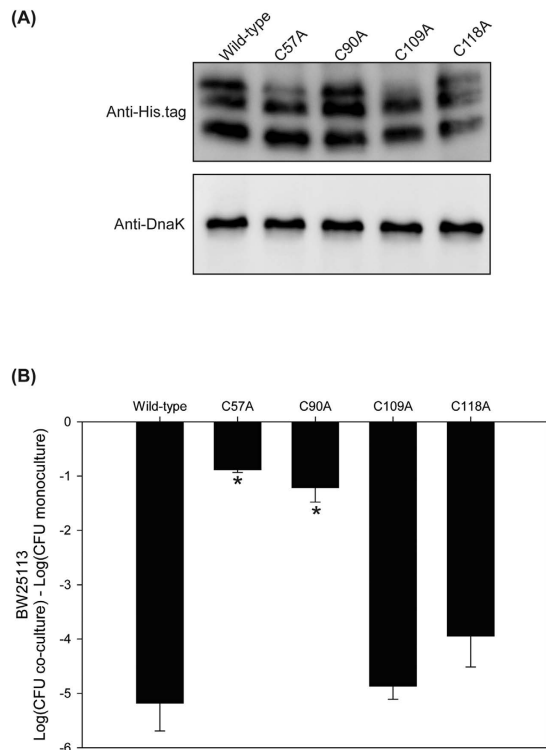 (A)
Wild-type C57A C90A C109A C118A
Anti-His.tag
Anti-DnaK
(B)
Wild-type C57A C90A C109A C118A
0
-1
* *
-2
-3
-4
-5
-6
BW25113
Log(CFU co-culture) - Log(CFU monoculture)